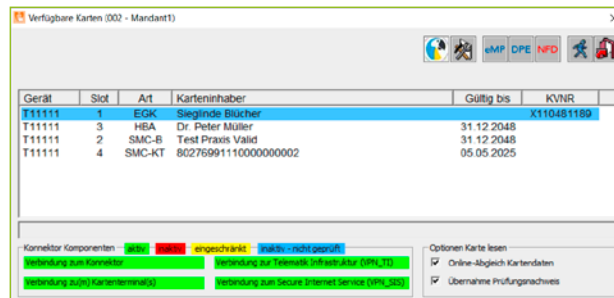 Verfügbare Karten (002 - Mandant1)
eMP DPE NFD
Gerät Slot Art Karteninhaber Gültig bis KVNR
T11111 1 EGK Sieglinde Blücher X110481189
T11111 3 HBA Dr. Peter Müller 31.12.2048
T11111 2 SMC-B Test Praxis Valid 31.12.2048
T11111 4 SMC-KT 80276991110000000002 05.05.2025
Konnektor Komponenten aktiv inaktiv eingeschränkt inaktiv - nicht geprüft
Verbindung zum Konnektor Verbindung zur Telematik Infrastruktur (VPN_TI)
Verbindung zu(m) Kartenterminal(s) Verbindung zum Secure Internet Service (VPN_SIS)
Optionen Karte lesen
Online-Abgleich Kartendaten
Übernahme Prüfungsnachweis